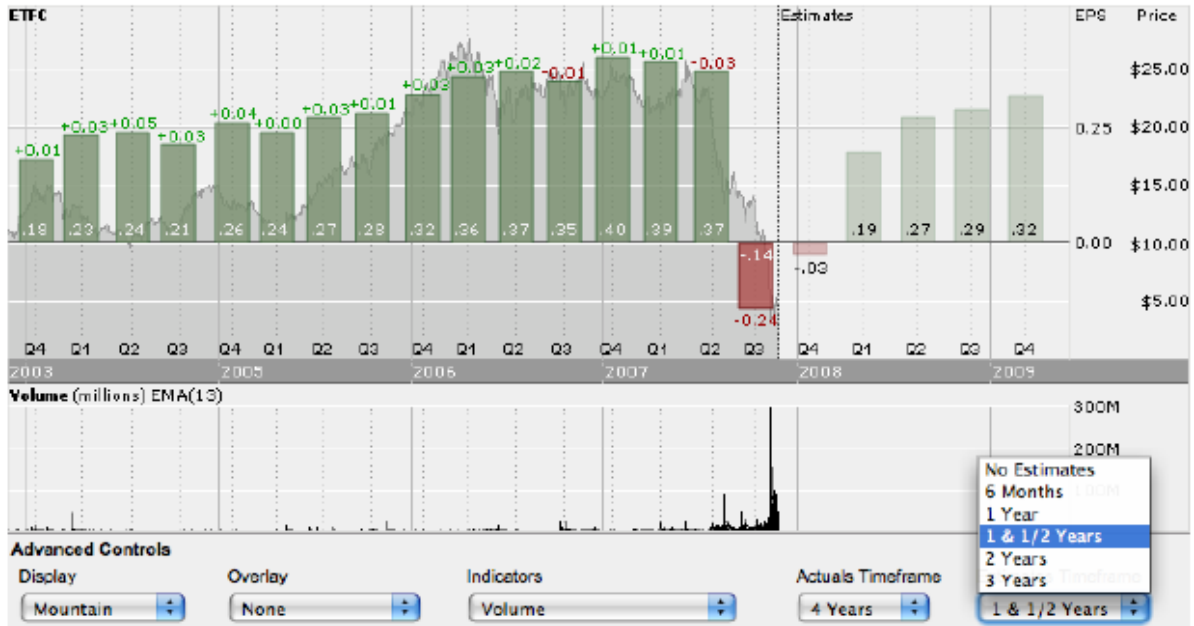 ETFC Estimates EPS Price
+0.01 +0.03 +0.05 +0.03 +0.04 +0.00 +0.03 +0.01 +0.03 +0.03 +0.02 -0.01 +0.01 +0.01 -0.03
$25.00
0.25 $20.00
$15.00
.18 .23 .24 .21 .26 .24 .27 .28 .32 .36 .37 .35 .40 .39 .37 .19 .27 .29 .32
0.00 $10.00
-.14 -.03
$5.00
-0.24
Q4 Q1 Q2 Q3 Q4 Q1 Q2 Q3 Q4 Q1 Q2 Q3 Q4 Q1 Q2 Q3 Q4 Q1 Q2 Q3 Q4
2003 2005 2006 2007 2008 2009
Volume (millions) EMA(13)
300M
200M
100M
No Estimates
6 Months
1 Year
1 & 1/2 Years
2 Years
3 Years
Advanced Controls
Display Overlay Indicators Actuals Timeframe Timeframe
Mountain None Volume 4 Years 1 & 1/2 Years